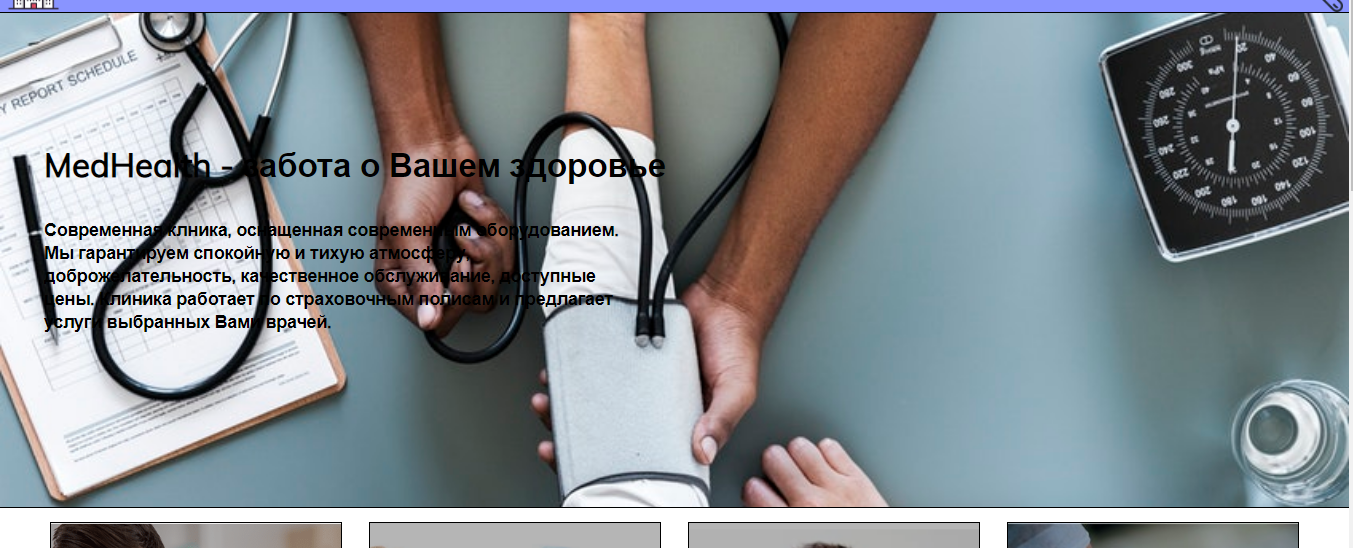 Y REPORT SCHEDULE
MedHealth - забота о Вашем здоровье
Современная клника, оснащенная современным оборудованием.
Мы гарантируем спокойную и тихую атмосферу,
доброжелательность, качественное обслуживание, доступные
цены. Клиника работает по страховочным полисам и предлагает
услуги выбранных Вами врачей.